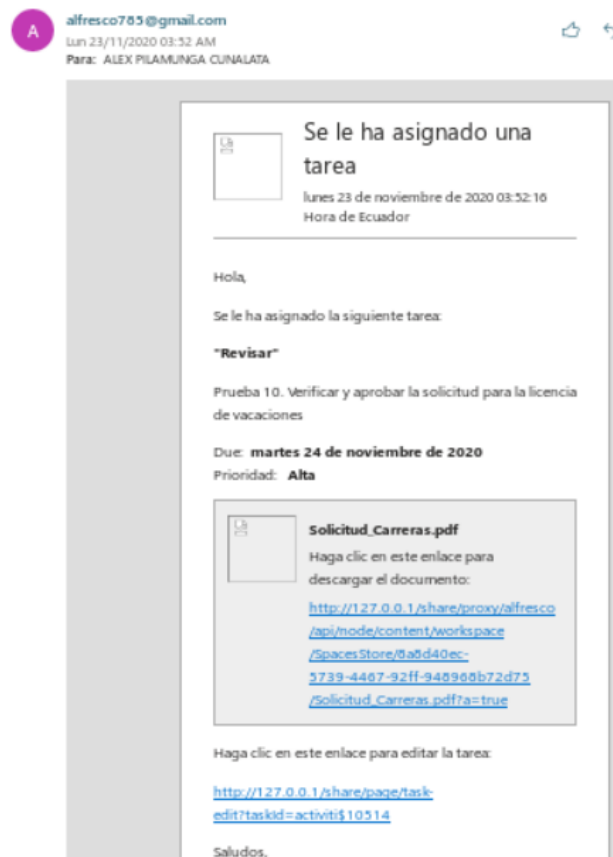 A
alfresco785@gmail.com
Lun 23/11/2020 03:52 AM
Para: ALEX PILAMUNGA CUNALATA
Se le ha asignado una
tarea
lunes 23 de noviembre de 2020 03:52:16
Hora de Ecuador
Hola,
Se le ha asignado la siguiente tarea:
"Revisar"
Prueba 10. Verificar y aprobar la solicitud para la licencia
de vacaciones
Due: martes 24 de noviembre de 2020
Prioridad: Alta
Solicitud_Carreras.pdf
Haga clic en este enlace para
descargar el documento:
http://127.0.0.1/share/proxy/alfresco
/api/node/content/workspace
/SpacesStore/8a8d40ec-
5739-4467-92ff-948968b72d75
/Solicitud_Carreras.pdf?a=true
Haga clic en este enlace para editar la tarea:
http://127.0.0.1/share/page/task-
edit?taskId=activiti$10514
Saludos,